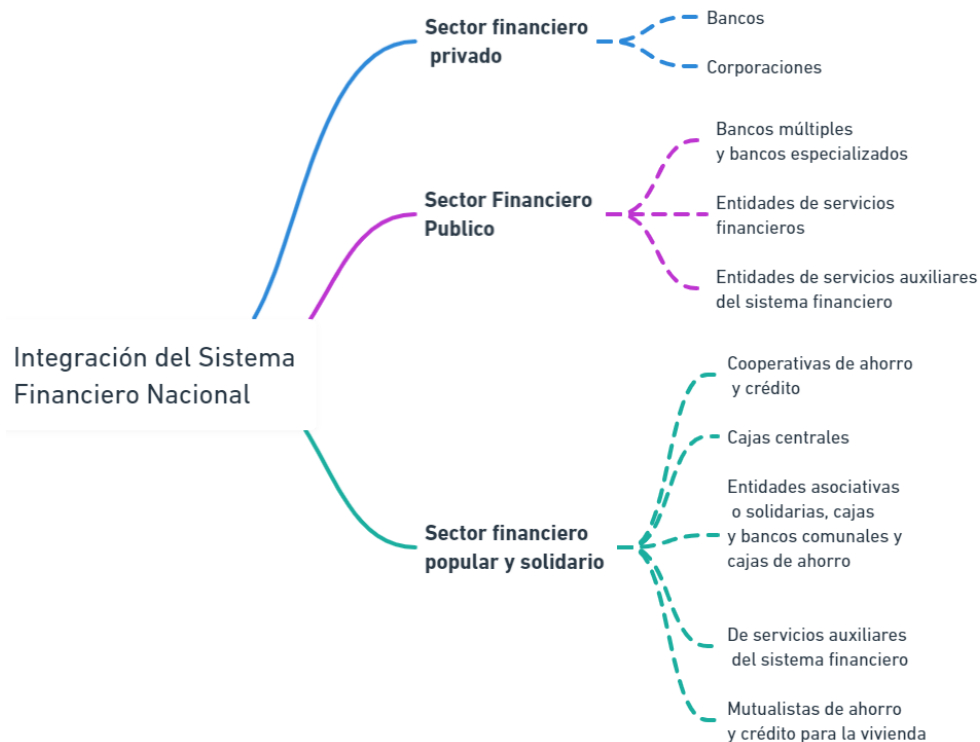 Integración del Sistema
Financiero Nacional
Sector financiero
privado
Bancos
Corporaciones
Sector Financiero
Publico
Bancos múltiples
y bancos especializados
Entidades de servicios
financieros
Entidades de servicios auxiliares
del sistema financiero
Sector financiero
popular y solidario
Cooperativas de ahorro
y crédito
Cajas centrales
Entidades asociativas
o solidarias, cajas
y bancos comunales y
cajas de ahorro
De servicios auxiliares
del sistema financiero
Mutualistas de ahorro
y crédito para la vivienda